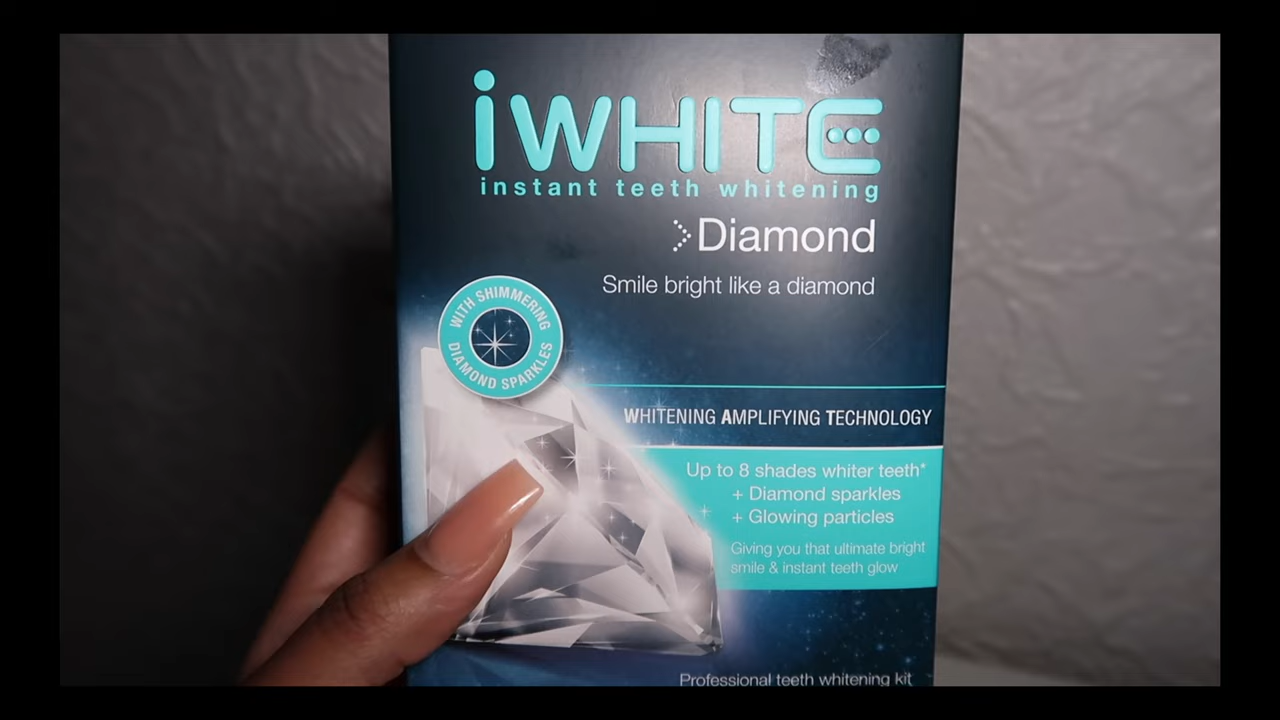 iWHITE
instant teeth whitening
Diamond
Smile bright like a diamond
WITH SHIMMERING
DIAMOND SPARKLES
WHITENING AMPLIFYING TECHNOLOGY
Up to 8 shades whiter teeth*
+ Diamond sparkles
+ Glowing particles
Giving you that ultimate bright
smile & instant teeth glow
Professional teeth whitening kit